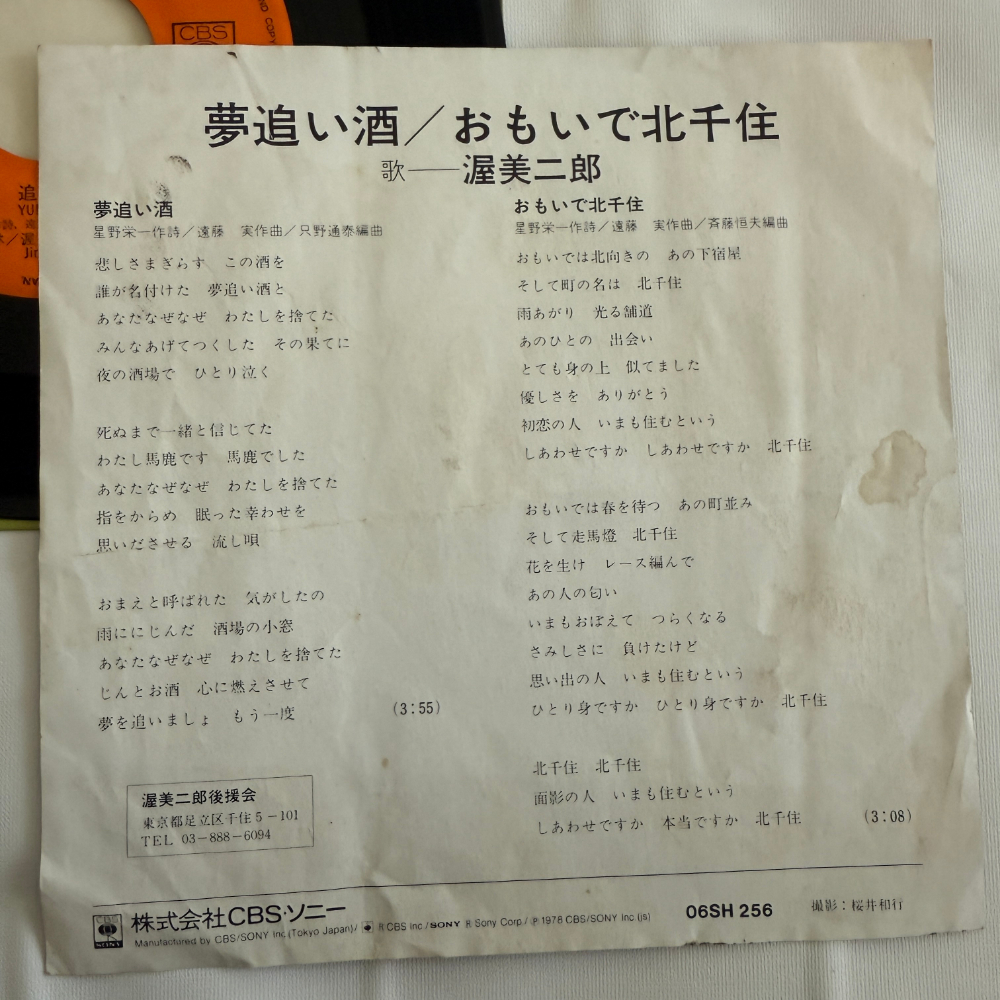 CBS
夢追い酒／おもいで北千住
歌――渥美二郎
夢追い酒
星野栄一作詩／遠藤　実作曲／只野通泰編曲
悲しさまぎらす　この酒を
誰が名付けた　夢追い酒と
あなたなぜなぜ　わたしを捨てた
みんなあげてつくした　その果てに
夜の酒場で　ひとり泣く
死ぬまで一緒と信じてた
わたし馬鹿です　馬鹿でした
あなたなぜなぜ　わたしを捨てた
指をからめ　眠った幸わせを
思いださせる　流し唄
おまえと呼ばれた　気がしたの
雨ににじんだ　酒場の小窓
あなたなぜなぜ　わたしを捨てた
じんとお酒　心に燃えさせて
夢を追いましょ　もう一度
(3:55)
おもいで北千住
星野栄一作詩／遠藤　実作曲／斉藤恒夫編曲
おもいでは北向きの　あの下宿屋
そして町の名は　北千住
雨あがり　光る舗道
あのひとの　出会い
とても身の上　似てました
優しさを　ありがとう
初恋の人　いまも住むという
しあわせですか　しあわせですか　北千住
おもいでは春を待つ　あの町並み
そして走馬燈　北千住
花を生け　レース編んで
あの人の匂い
いまもおぼえて　つらくなる
さみしさに　負けたけど
思い出の人　いまも住むという
ひとり身ですか　ひとり身ですか　北千住
北千住　北千住
面影の人　いまも住むという
しあわせですか　本当ですか　北千住
(3:08)
渥美二郎後援会
東京都足立区千住5－101
TEL 03－888－6094
CBS SONY
株式会社CBS・ソニー
Manufactured by CBS/SONY Inc.(Tokyo Japan)/ ® CBS Inc/SONY ® Sony Corp./℗1978 CBS/SONY Inc (js)
06SH 256
撮影：桜井和行